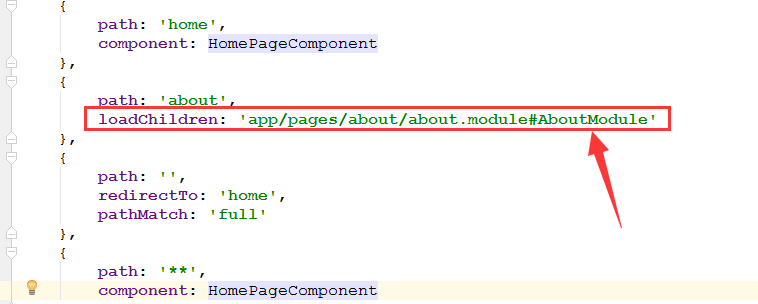 {
path: 'home',
component: HomePageComponent
},
{
path: 'about',
loadChildren: 'app/pages/about/about.module#AboutModule'
},
{
path: '',
redirectTo: 'home',
pathMatch: 'full'
},
{
path: '**',
component: HomePageComponent